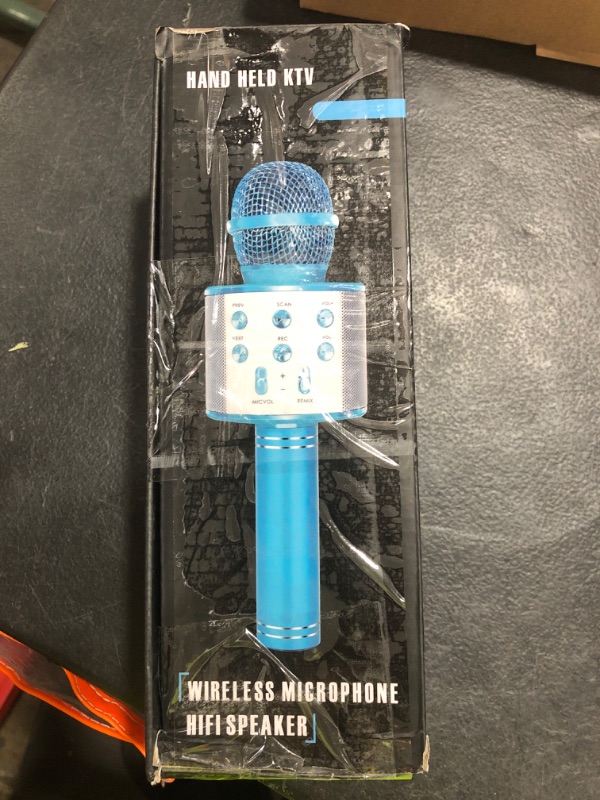 HAND HELD KTV
PREV SCAN VOL+
NEXT REC VOL-
+
-
MICVOL REMIX
WIRELESS MICROPHONE
HIFI SPEAKER